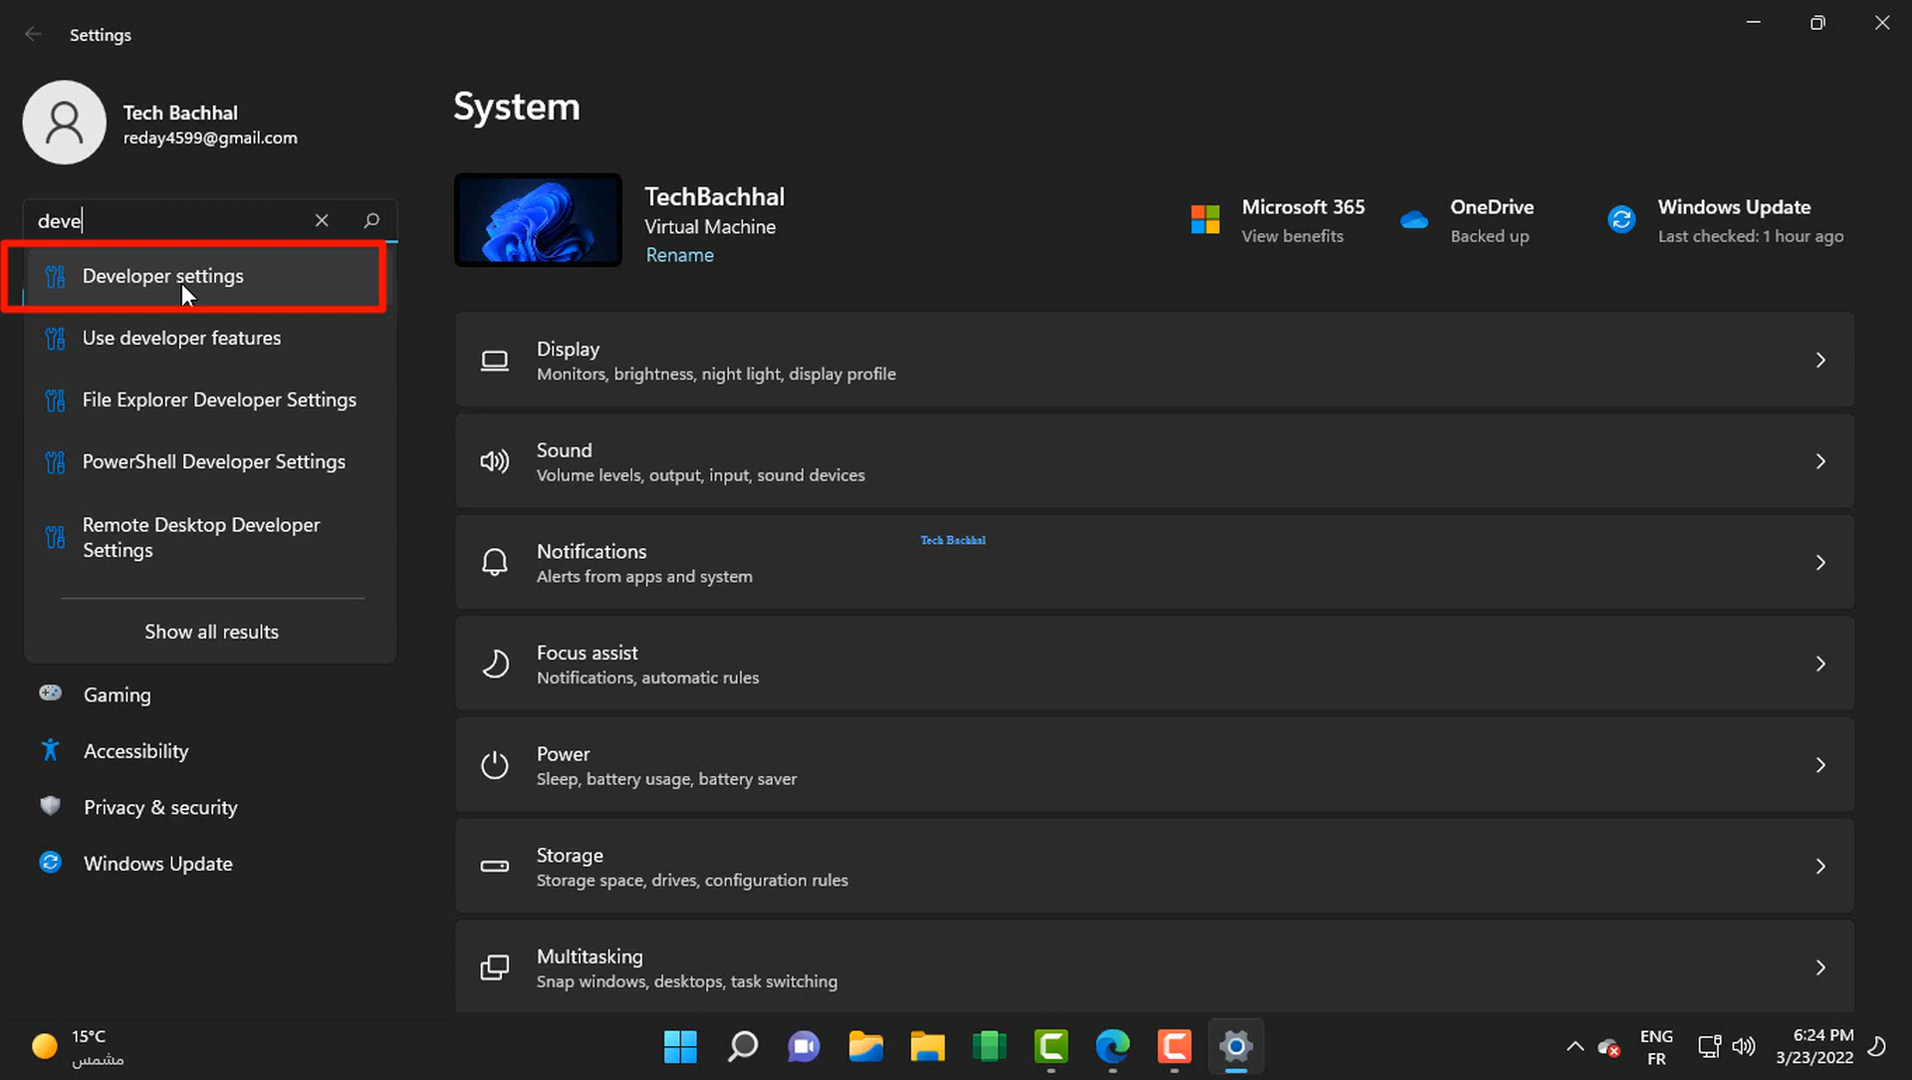 Settings
Tech Bachhal
reday4599@gmail.com
deve
Developer settings
Use developer features
File Explorer Developer Settings
PowerShell Developer Settings
Remote Desktop Developer
Settings
Show all results
Gaming
Accessibility
Privacy & security
Windows Update
System
TechBachhal
Virtual Machine
Rename
Microsoft 365
View benefits
OneDrive
Backed up
Windows Update
Last checked: 1 hour ago
Display
Monitors, brightness, night light, display profile
Sound
Volume levels, output, input, sound devices
Notifications
Alerts from apps and system
Tech Bachhal
Focus assist
Notifications, automatic rules
Power
Sleep, battery usage, battery saver
Storage
Storage space, drives, configuration rules
Multitasking
Snap windows, desktops, task switching
15°C
مشمس
ENG
FR
6:24 PM
3/23/2022